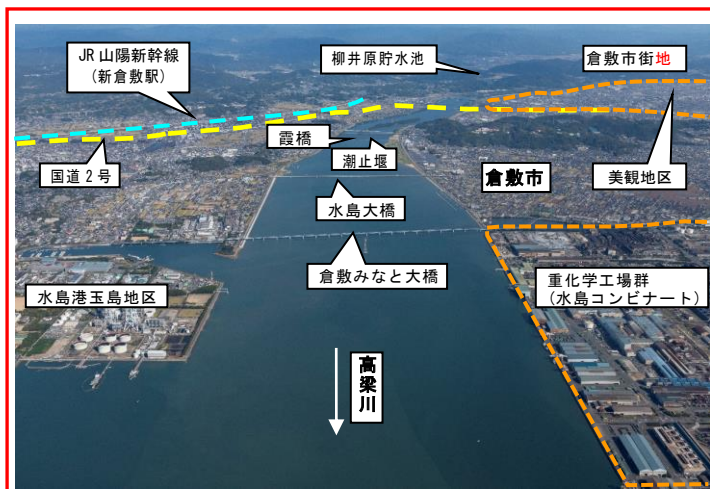 JR山陽新幹線
(新倉敷駅)
柳井原貯水池
倉敷市街地
霞橋
潮止堰
国道2号
倉敷市
美観地区
水島大橋
倉敷みなと大橋
水島港玉島地区
重化学工場群
(水島コンビナート)
高梁川